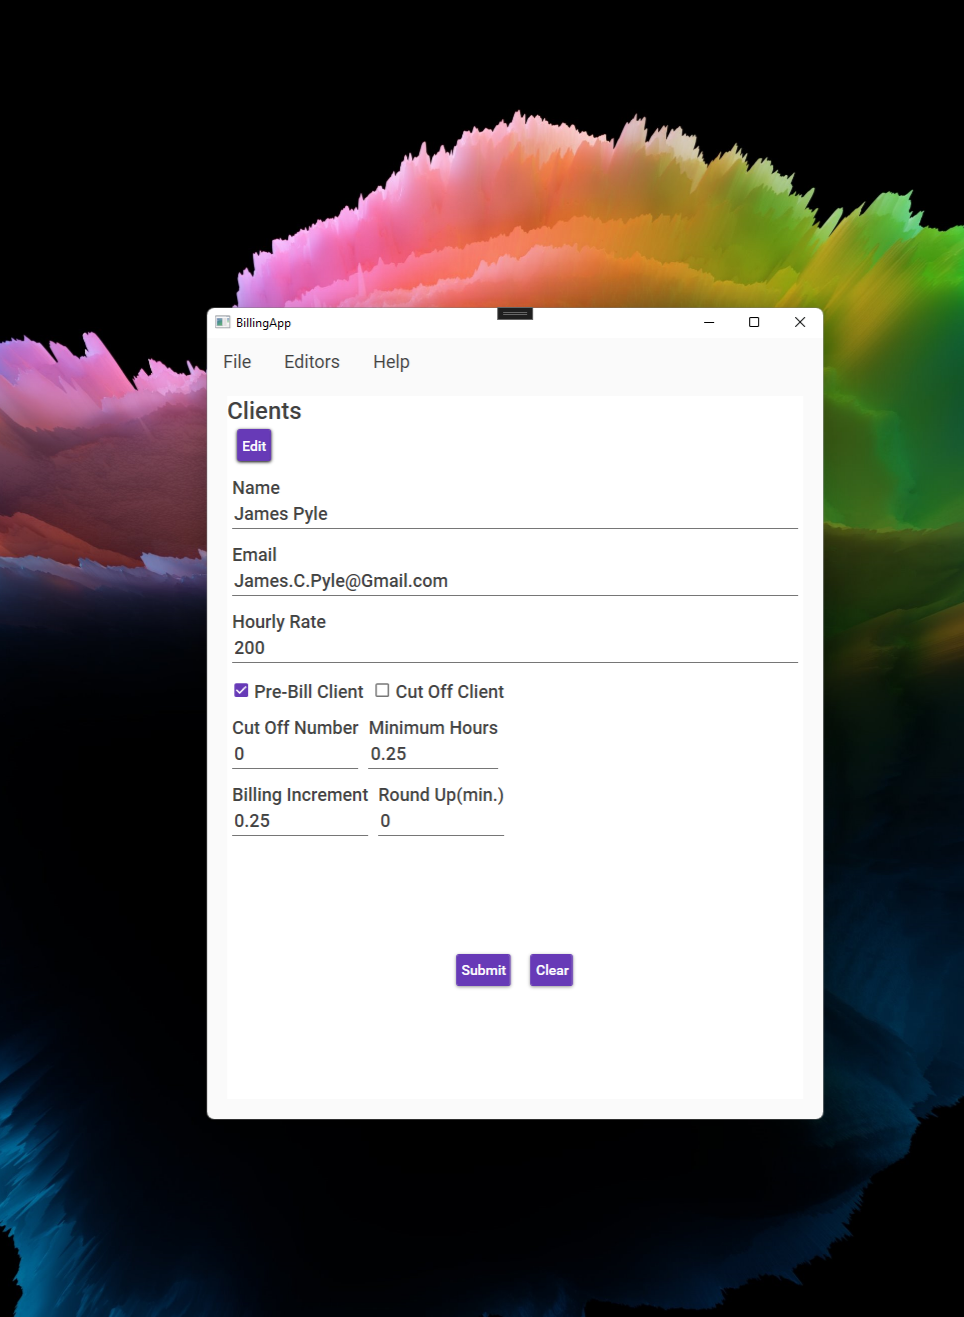 BillingApp
File Editors Help
Clients
Edit
Name
James Pyle
Email
James.C.Pyle@Gmail.com
Hourly Rate
200
Pre-Bill Client Cut Off Client
Cut Off Number Minimum Hours
0 0.25
Billing Increment Round Up(min.)
0.25 0
Submit Clear